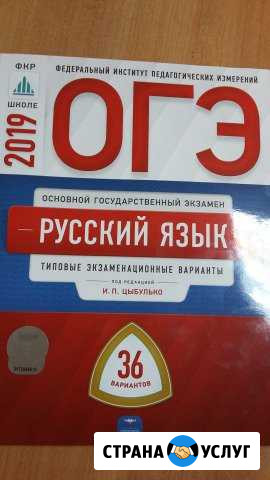 ФКР
ШКОЛЕ
ФЕДЕРАЛЬНЫЙ ИНСТИТУТ ПЕДАГОГИЧЕСКИХ ИЗМЕРЕНИЙ
2019
ОГЭ
ОСНОВНОЙ ГОСУДАРСТВЕННЫЙ ЭКЗАМЕН
РУССКИЙ ЯЗЫК
ТИПОВЫЕ ЭКЗАМЕНАЦИОННЫЕ ВАРИАНТЫ
ПОД РЕДАКЦИЕЙ
И. П. ЦЫБУЛЬКО
36
ВАРИАНТОВ
СТРАНА УСЛУГ